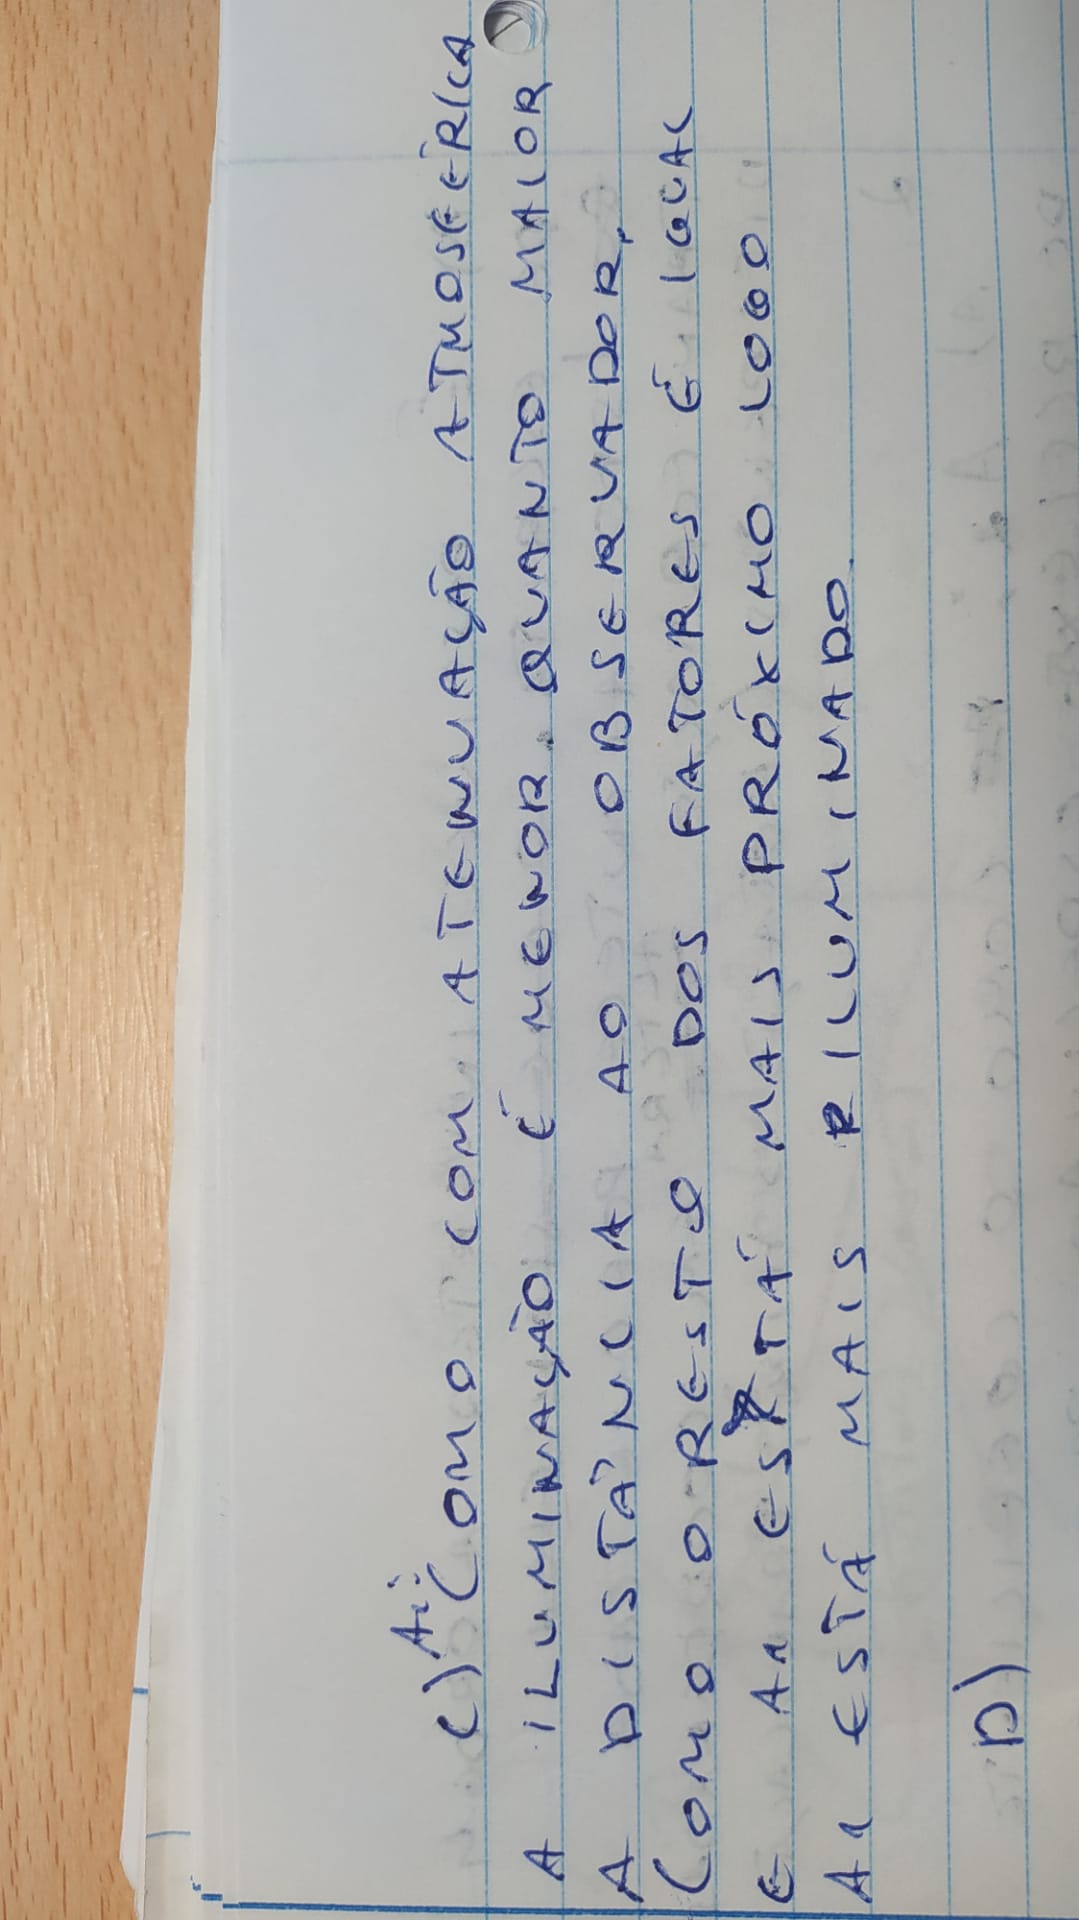 C) A1: COMO COM ATENUAÇÃO ATMOSFÉRICA
A ILUMINAÇÃO É MENOR QUANTO MAIOR
A DISTÂNCIA AO OBSERVADOR,
COMO O RESTO DOS FATORES É IGUAL
E A1 ESTÁ MAIS PRÓXIMO LOGO
A1 ESTÁ MAIS ILUMINADO.
D)